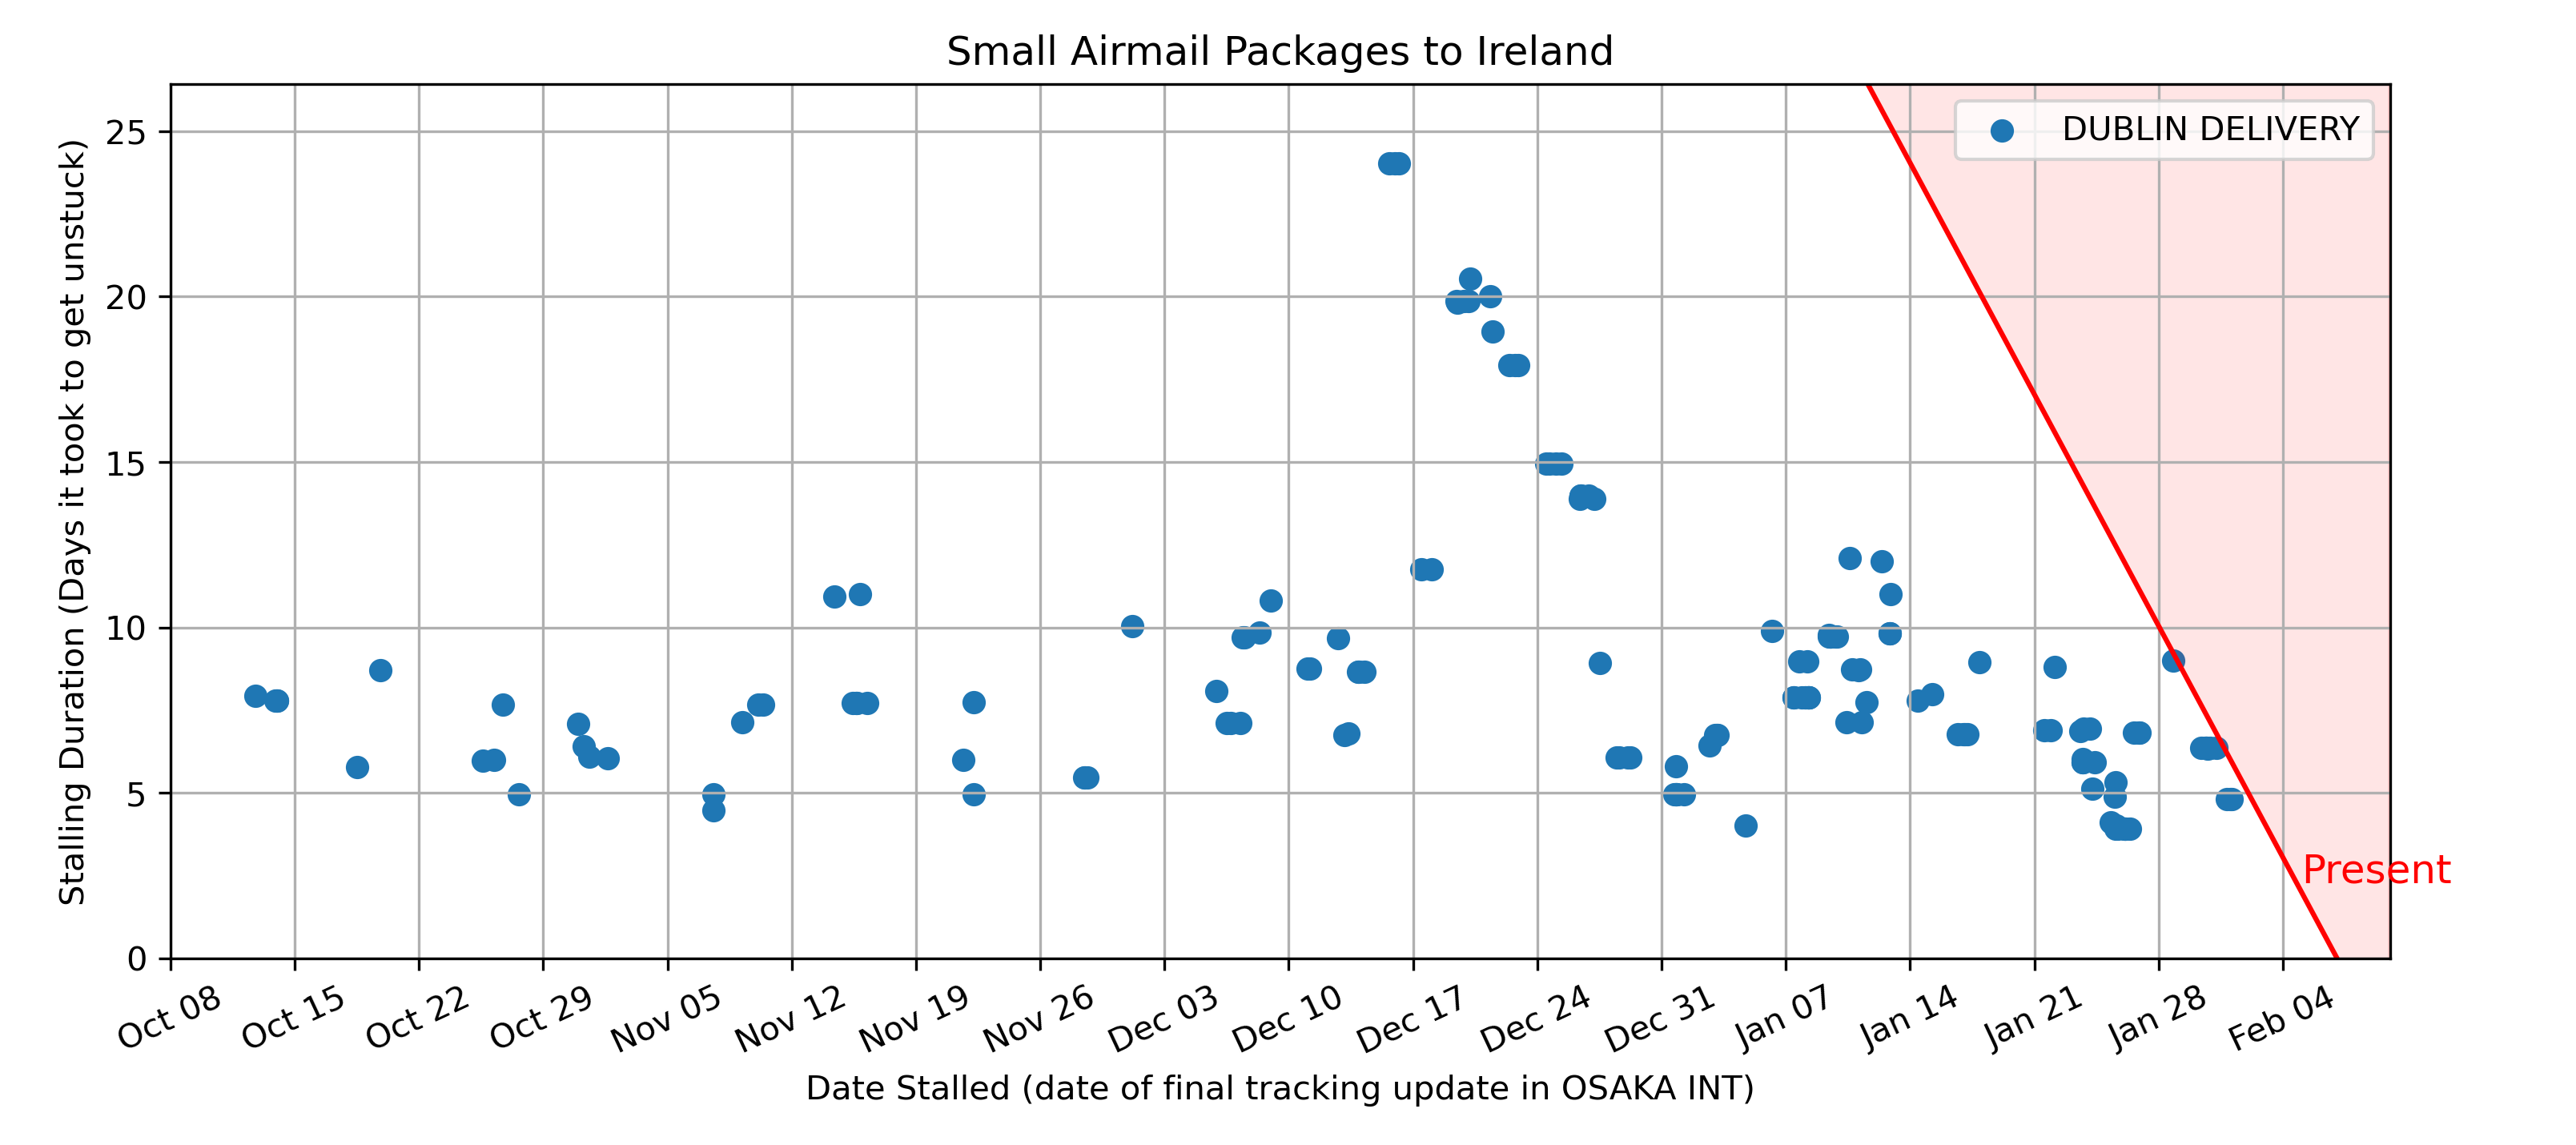 Small Airmail Packages to Ireland
DUBLIN DELIVERY
Stalling Duration (Days it took to get unstuck)
25
20
15
10
5
0
Present
Oct 08
Oct 15
Oct 22
Oct 29
Nov 05
Nov 12
Nov 19
Nov 26
Dec 03
Dec 10
Dec 17
Dec 24
Dec 31
Jan 07
Jan 14
Jan 21
Jan 28
Feb 04
Date Stalled (date of final tracking update in OSAKA INT)